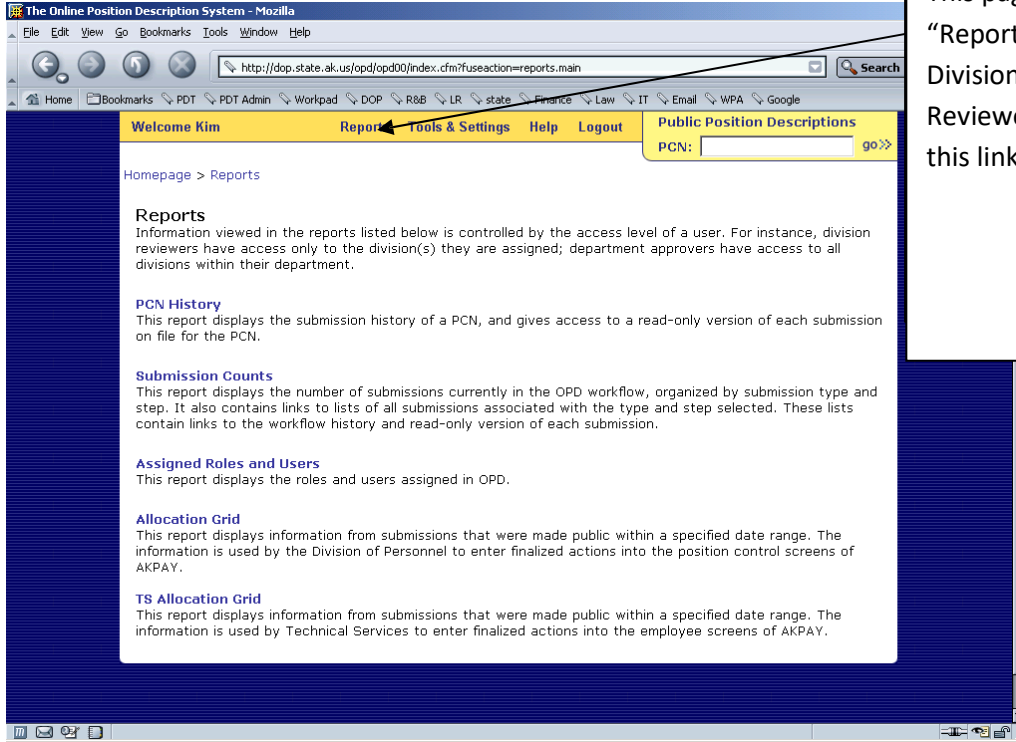 The Online Position Description System - Mozilla
File Edit View Go Bookmarks Tools Window Help
http://dop.state.ak.us/opd/opd00/index.cfm?fuseaction=reports.main Search
Home Bookmarks PDT PDT Admin Workpad DOP R&B LR state Finance Law IT Email WPA Google
Welcome Kim Reports Tools & Settings Help Logout
Public Position Descriptions
PCN: go>>
Homepage > Reports
Reports
Information viewed in the reports listed below is controlled by the access level of a user. For instance, division
reviewers have access only to the division(s) they are assigned; department approvers have access to all
divisions within their department.
PCN History
This report displays the submission history of a PCN, and gives access to a read-only version of each submission
on file for the PCN.
Submission Counts
This report displays the number of submissions currently in the OPD workflow, organized by submission type and
step. It also contains links to lists of all submissions associated with the type and step selected. These lists
contain links to the workflow history and read-only version of each submission.
Assigned Roles and Users
This report displays the roles and users assigned in OPD.
Allocation Grid
This report displays information from submissions that were made public within a specified date range. The
information is used by the Division of Personnel to enter finalized actions into the position control screens of
AKPAY.
TS Allocation Grid
This report displays information from submissions that were made public within a specified date range. The
information is used by Technical Services to enter finalized actions into the employee screens of AKPAY.
This
“Report
Division
Reviewe
this link